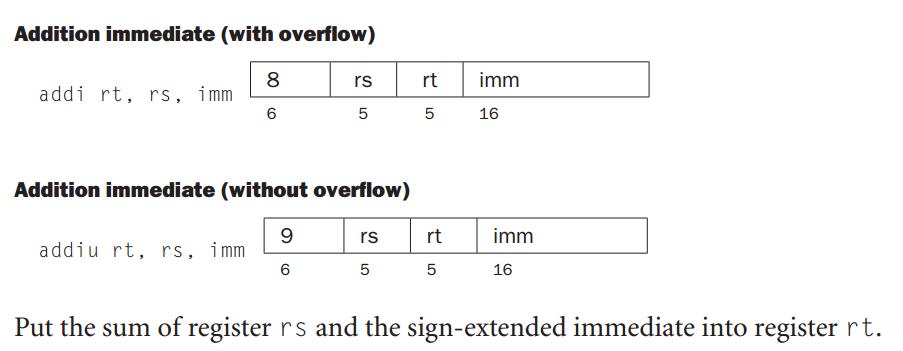 Addition immediate (with overflow)
addi rt, rs, imm 8 rs rt imm
6 5 5 16
Addition immediate (without overflow)
addiu rt, rs, imm 9 rs rt imm
6 5 5 16
Put the sum of register rs and the sign-extended immediate into register rt.